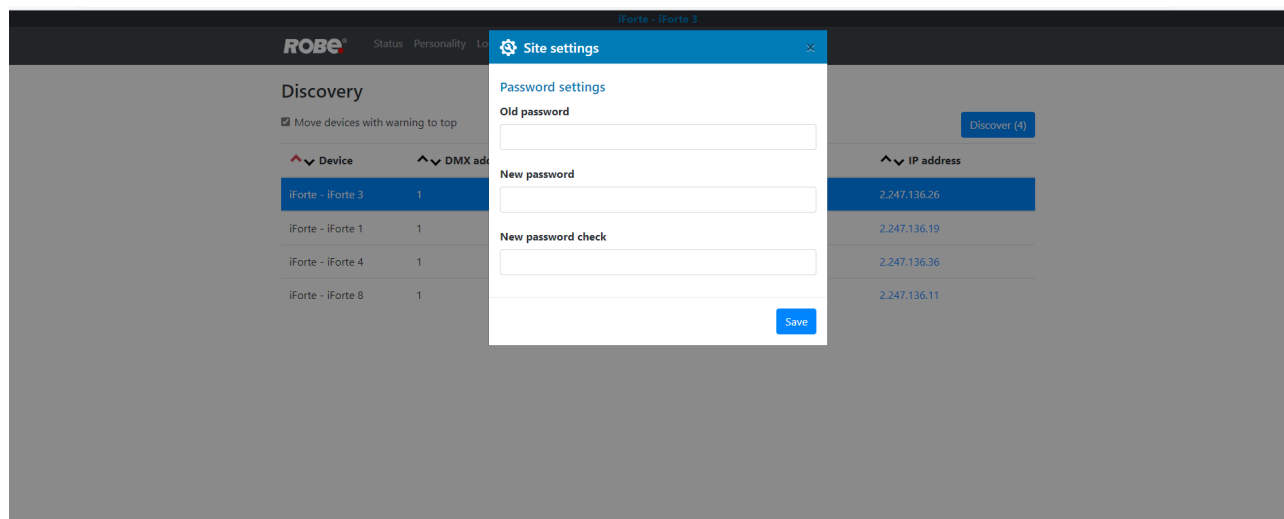 iForte - iForte 3
ROBE® Status Personality Lo
Site settings ×
Discovery
Password settings
Old password
Move devices with warning to top
Discover (4)
Device DMX add IP address
New password
iForte - iForte 3 1 2.247.136.26
iForte - iForte 1 1 2.247.136.19
New password check
iForte - iForte 4 1 2.247.136.36
iForte - iForte 8 1 2.247.136.11
Save